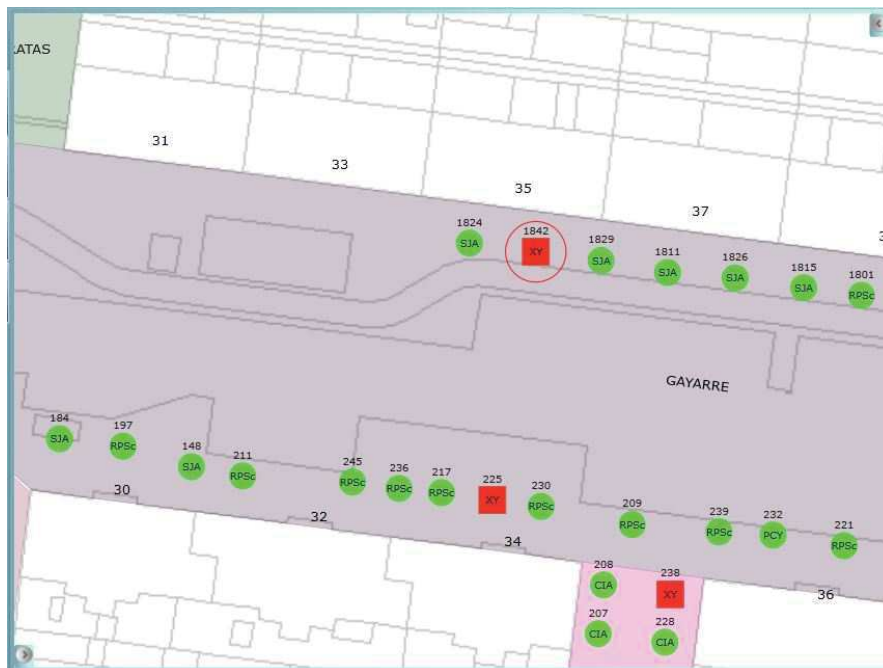 ATAS
31
33
35
37
3
1824
SJA
1842
XY
1829
SJA
1811
SJA
1826
SJA
1815
SJA
1801
RPSc
GAYARRE
184
SJA
197
RPSc
148
SJA
211
RPSc
245
RPSc
236
RPSc
217
RPSc
225
XY
230
RPSc
209
RPSc
239
RPSc
232
PCY
221
RPSc
30
32
34
36
208
CIA
238
XY
207
CIA
228
CIA